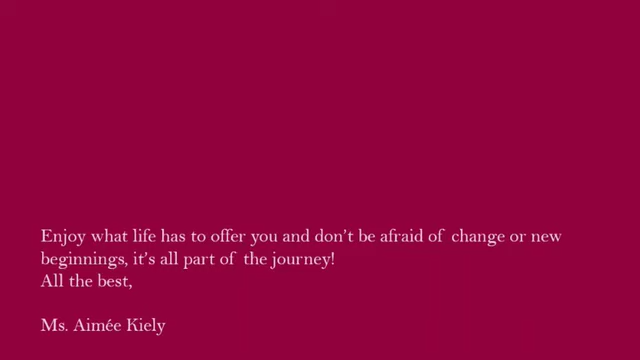 Enjoy what life has to offer you and don't be afraid of change or new
beginnings, it's all part of the journey!
All the best,
Ms. Aimée Kiely